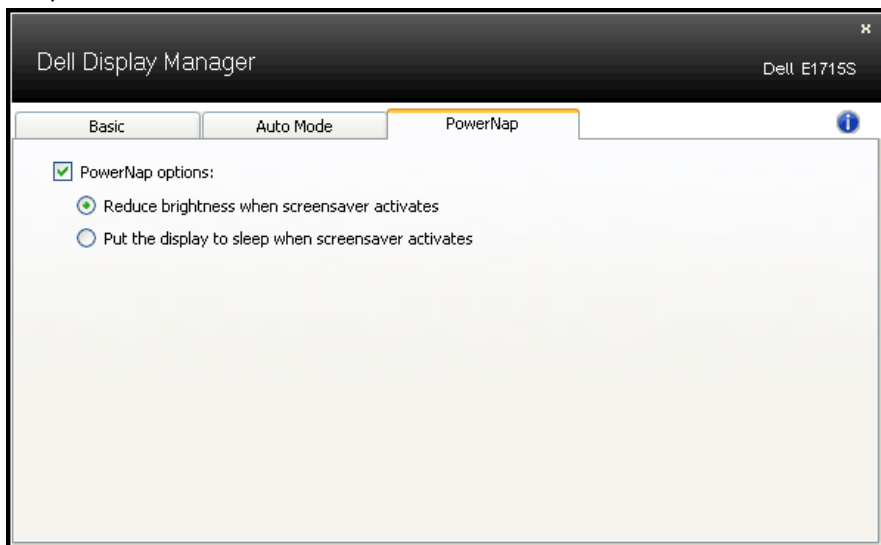 Dell Display Manager
Dell E1715S
Basic
Auto Mode
PowerNap
PowerNap options:
Reduce brightness when screensaver activates
Put the display to sleep when screensaver activates